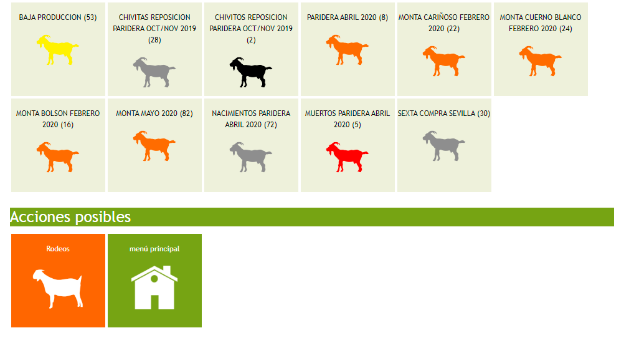 BAJA PRODUCCION (53)
CHIVITAS REPOSICION
PARIDERA OCT/NOV 2019
(28)
CHIVITOS REPOSICION
PARIDERA OCT/NOV 2019
(2)
PARIDERA ABRIL 2020 (8)
MONTA CARIÑOSO FEBRERO
2020 (22)
MONTA CUERNO BLANCO
FEBRERO 2020 (24)
MONTA BOLSON FEBRERO
2020 (16)
MONTA MAYO 2020 (82)
NACIMIENTOS PARIDERA
ABRIL 2020 (72)
MUERTOS PARIDERA ABRIL
2020 (5)
SEXTA COMPRA SEVILLA (30)
Acciones posibles
Rodeos
menú principal